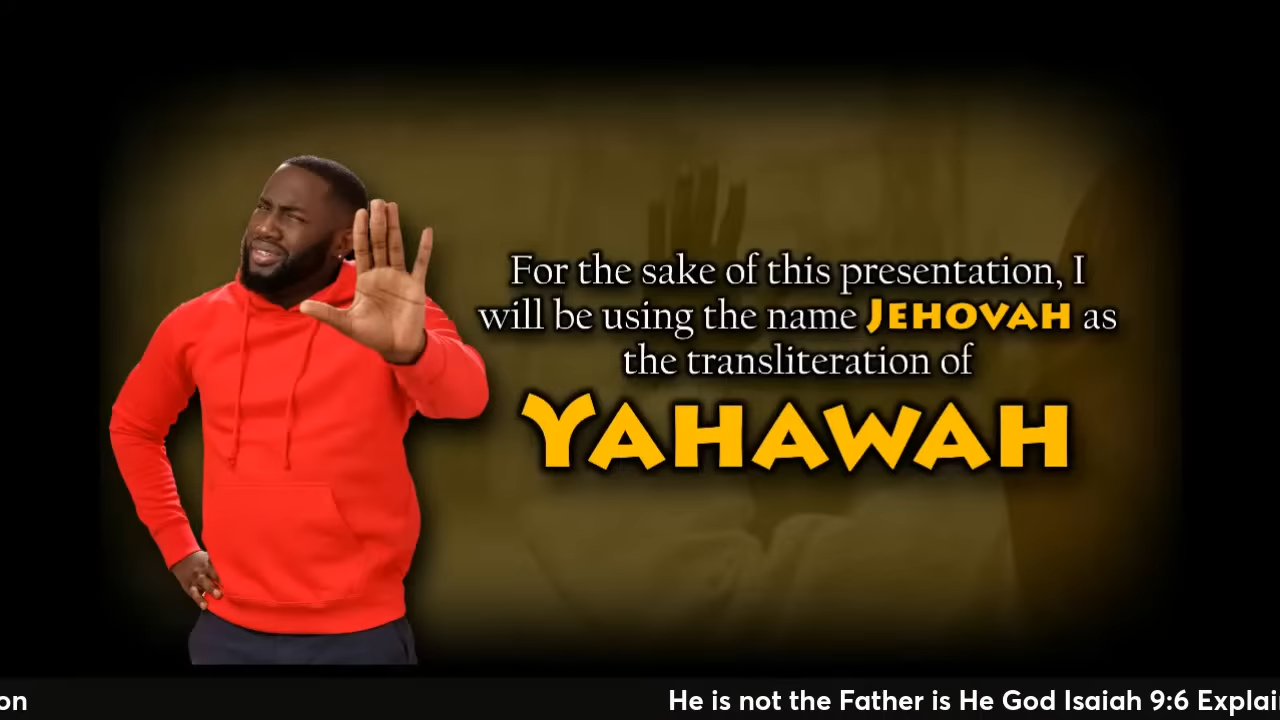 For the sake of this presentation, I
will be using the name JEHOVAH as
the transliteration of
YAHAWAH
on
He is not the Father is He God Isaiah 9:6 Explai